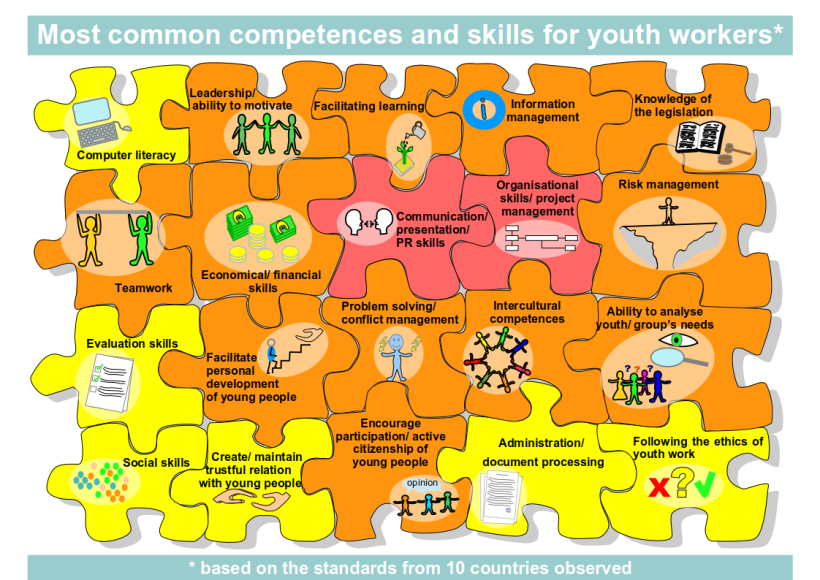 Most common competences and skills for youth workers*
Computer literacy
Leadership/
ability to motivate
Facilitating learning
i
Information
management
Knowledge of
the legislation
Teamwork
Economical/ financial
skills
Communication/
presentation/
PR skills
Organisational
skills/ project
management
Risk management
Evaluation skills
Facilitate
personal
development
of young people
Problem solving/
conflict management
Intercultural
competences
Ability to analyse
youth/ group's needs
? ? ?
Social skills
Create/ maintain
trustful relation
with young people
Encourage
participation/ active
citizenship of
young people
opinion
Administration/
document processing
Following the ethics of
youth work
?
* based on the standards from 10 countries observed